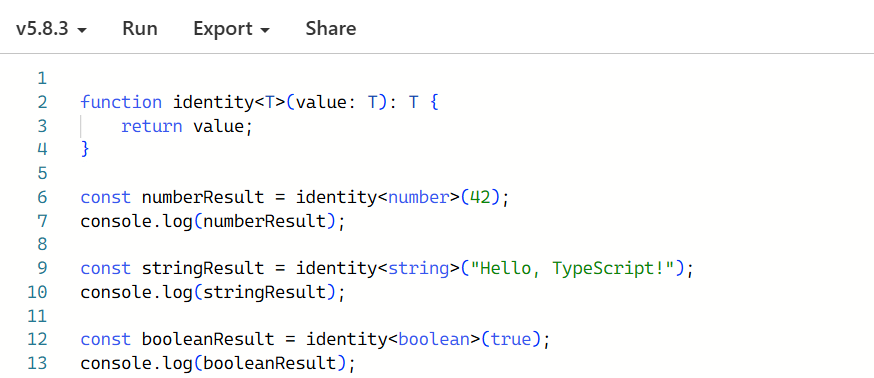 v5.8.3 Run Export Share
1
2 function identity<T>(value: T): T {
3     return value;
4 }
5
6 const numberResult = identity<number>(42);
7 console.log(numberResult);
8
9 const stringResult = identity<string>("Hello, TypeScript!");
10 console.log(stringResult);
11
12 const booleanResult = identity<boolean>(true);
13 console.log(booleanResult);